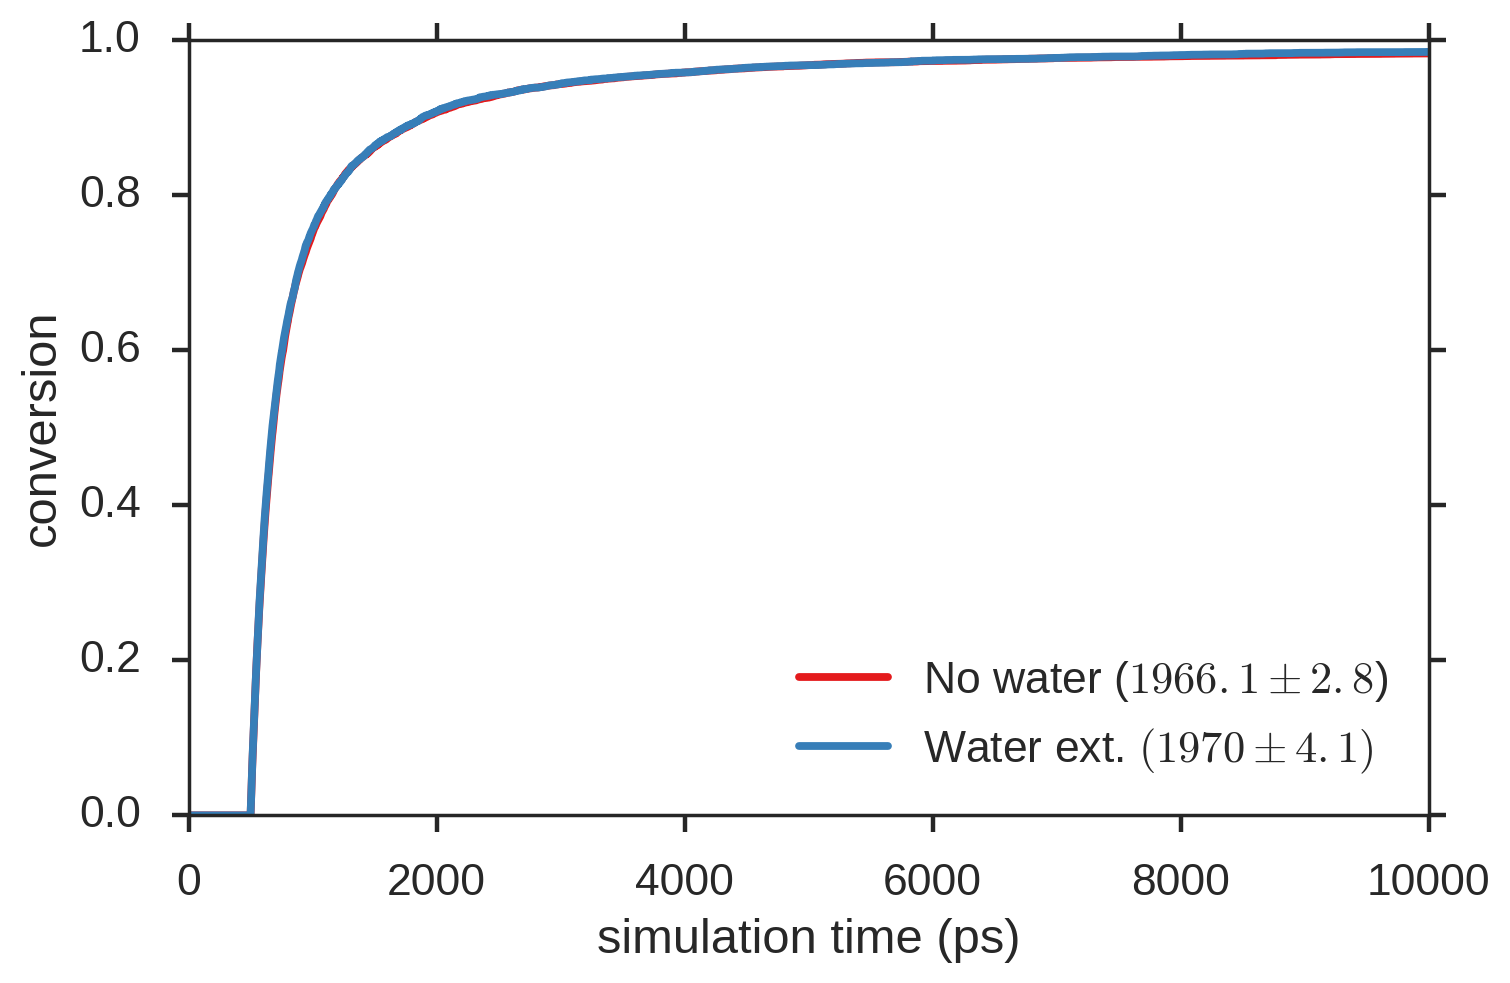 1.0
0.8
0.6
0.4
0.2
0.0
conversion
No water (1966.1 ± 2.8)
Water ext. (1970 ± 4.1)
0 2000 4000 6000 8000 10000
simulation time (ps)